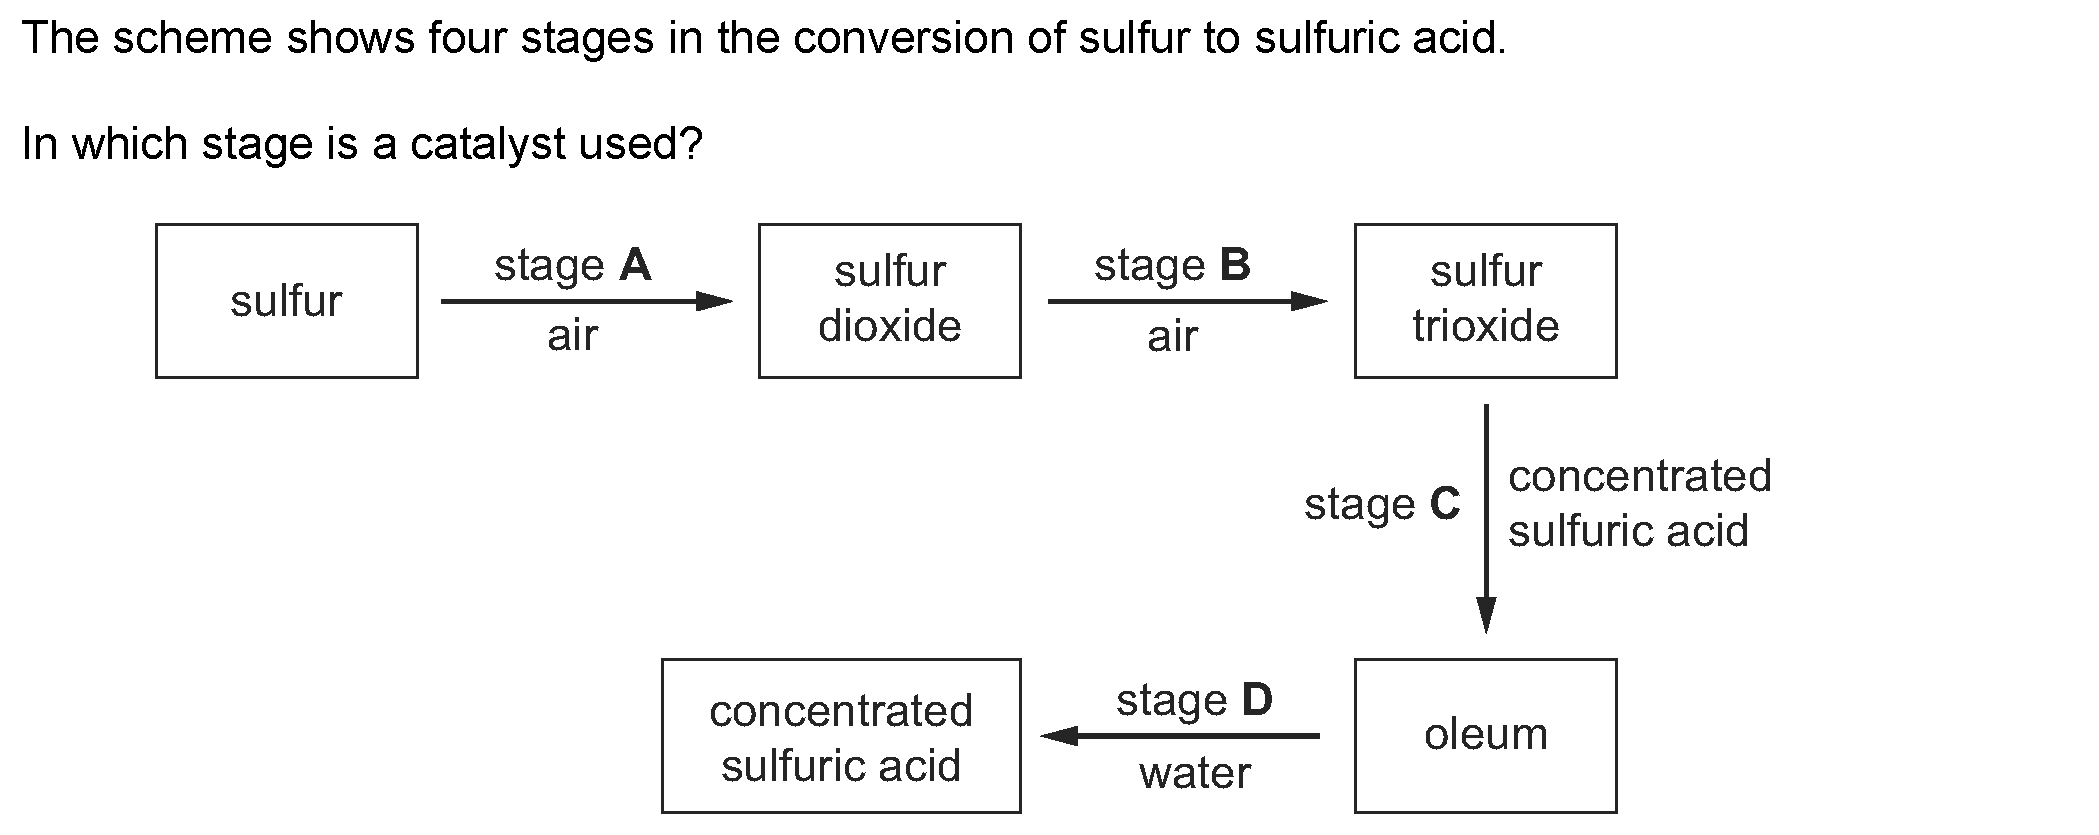 The scheme shows four stages in the conversion of sulfur to sulfuric acid.
In which stage is a catalyst used?
sulfur
stage A
air
sulfur
dioxide
stage B
air
sulfur
trioxide
stage C
concentrated
sulfuric acid
concentrated
sulfuric acid
stage D
water
oleum